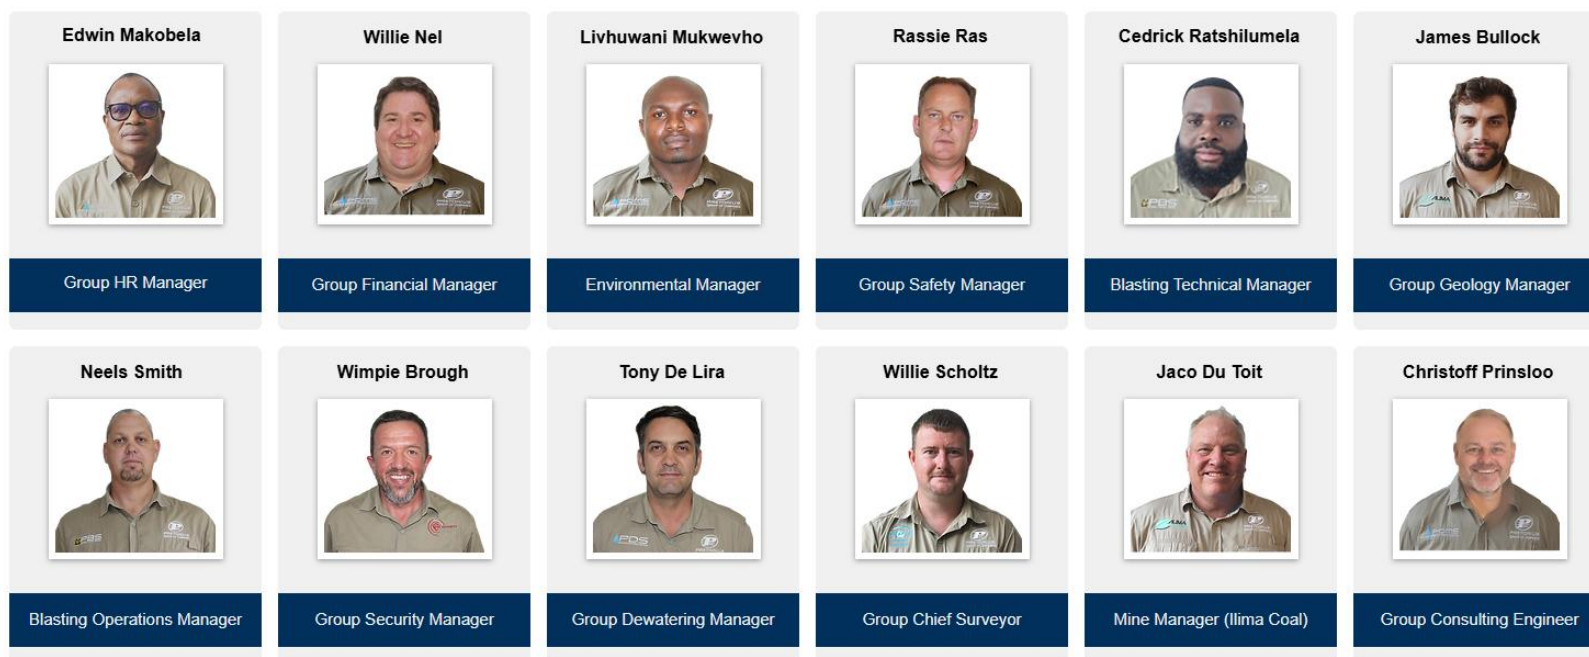 Edwin Makobela
Willie Nel
Livhuwani Mukwevho
Rassie Ras
Cedrick Ratshilumela
James Bullock
Group HR Manager
Group Financial Manager
Environmental Manager
Group Safety Manager
Blasting Technical Manager
Group Geology Manager
Neels Smith
Wimpie Brough
Tony De Lira
Willie Scholtz
Jaco Du Toit
Christoff Prinsloo
PDS
Blasting Operations Manager
Group Security Manager
Group Dewatering Manager
Group Chief Surveyor
Mine Manager (Ilima Coal)
Group Consulting Engineer